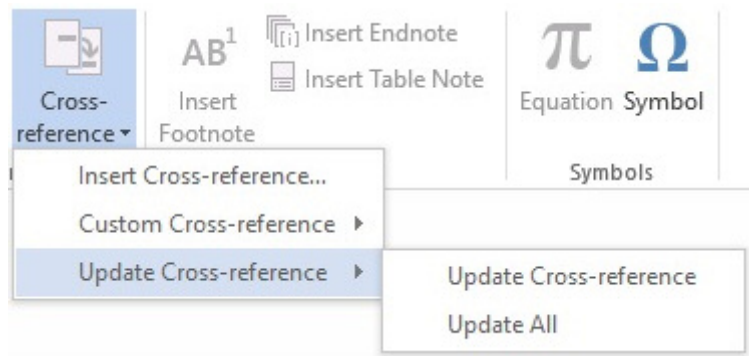 Cross-
reference
AB1
Insert
Footnote
[i] Insert Endnote
Insert Table Note
π
Equation
Ω
Symbol
Symbols
Insert Cross-reference...
Custom Cross-reference
Update Cross-reference
Update Cross-reference
Update All